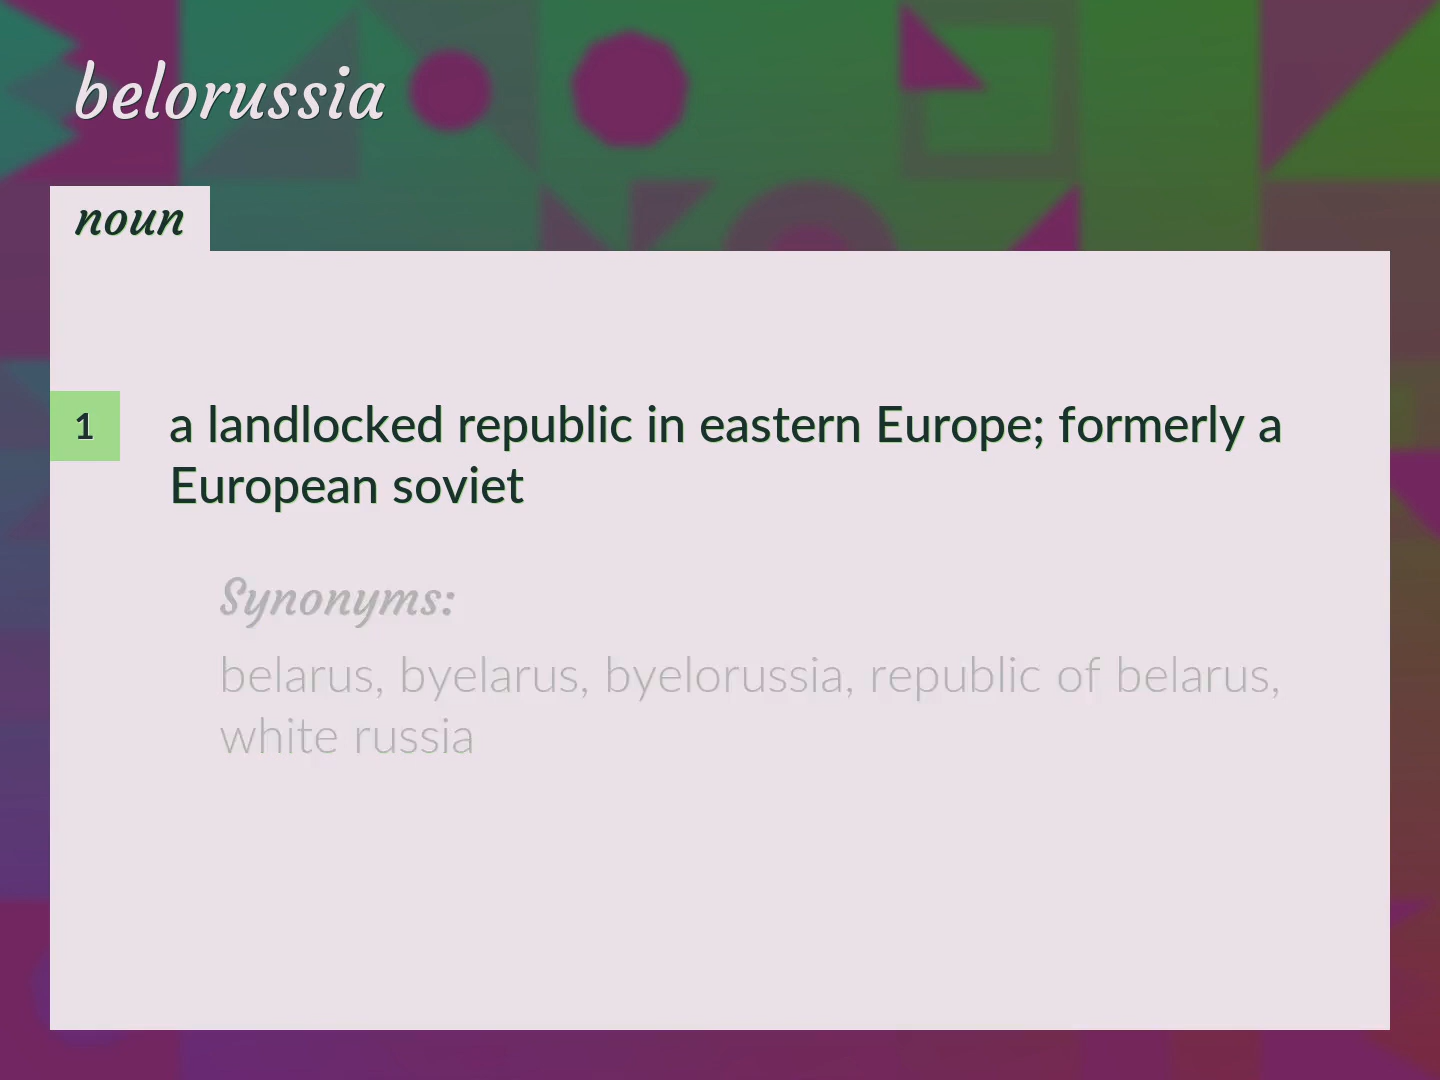 belorussia
noun
1 a landlocked republic in eastern Europe; formerly a
European soviet
Synonyms:
belarus, byelarus, byelorussia, republic of belarus,
white russia